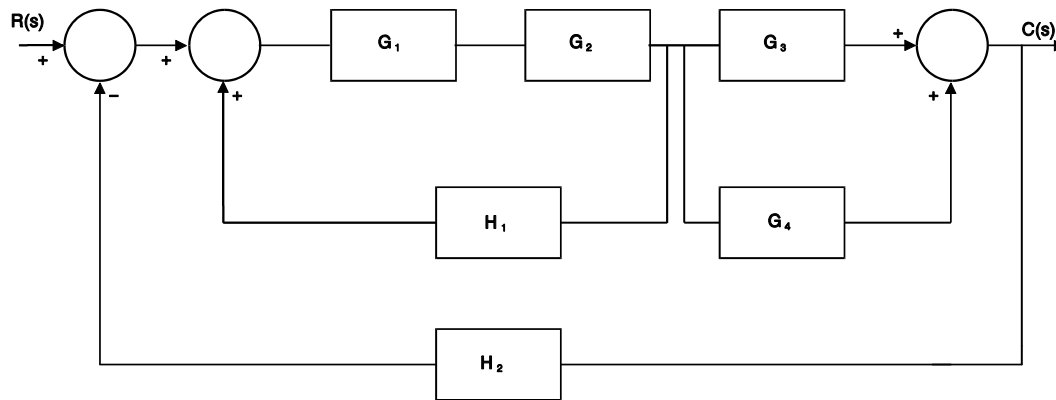 R(s)
C(s)
+
+
+
+
+
−
G₁
G₂
G₃
H₁
G₄
H₂